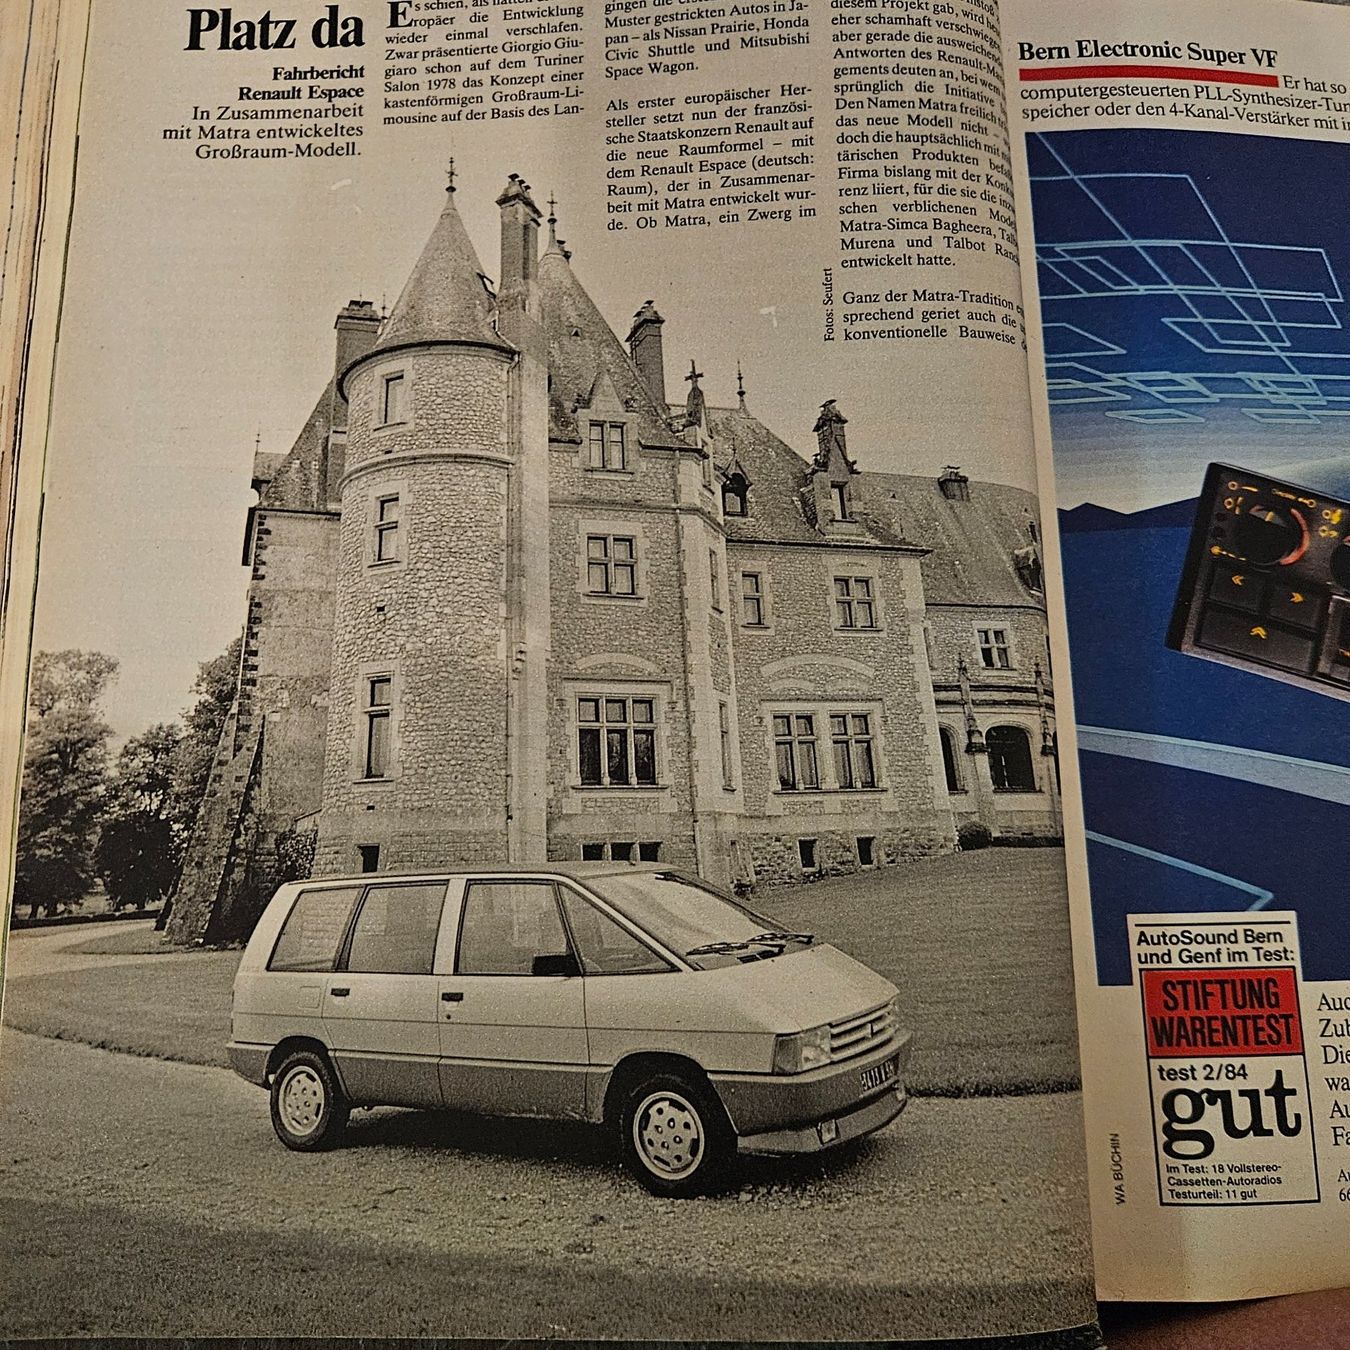 Platz da
Fahrbericht
Renault Espace
In Zusammenarbeit
mit Matra entwickeltes
Großraum-Modell.
Es schien, als
ropäer die Entwicklung
wieder einmal verschlafen.
Zwar präsentierte Giorgio Giu-
giaro schon auf dem Turiner
Salon 1978 das Konzept einer
kastenförmigen Großraum-Li-
mousine auf der Basis des Lan-
gingen die
Muster gestrickten Autos in Ja-
pan – als Nissan Prairie, Honda
Civic Shuttle und Mitsubishi
Space Wagon.
Als erster europäischer Her-
steller setzt nun der französi-
sche Staatskonzern Renault auf
die neue Raumformel – mit
dem Renault Espace (deutsch:
Raum), der in Zusammenar-
beit mit Matra entwickelt wur-
de. Ob Matra, ein Zwerg im
diesem Projekt gab, wird
eher schamhaft verschwiegen
aber gerade die ausweichenden
Antworten des Renault-
gements deuten an, bei wem
sprünglich die Initiative
Den Namen Matra freilich
das neue Modell nicht –
doch die hauptsächlich mit
tärischen Produkten
Firma bislang mit der
renz liiert, für die sie die
schen verblichenen
Matra-Simca Bagheera,
Murena und Talbot
entwickelt hatte.
Ganz der Matra-Tradition
sprechend geriet auch die
konventionelle Bauweise
Fotos: Seufert
3413
Bern Electronic Super VF
Er hat so
computergesteuerten PLL-Synthesizer-Tun
speicher oder den 4-Kanal-Verstärker mit
AutoSound Bern
und Genf im Test:
STIFTUNG
WARENTEST
test 2/84
gut
Im Test: 18 Vollstereo-
Cassetten-Autoradios
Testurteil: 11 gut
WA BÜCHIN
Die